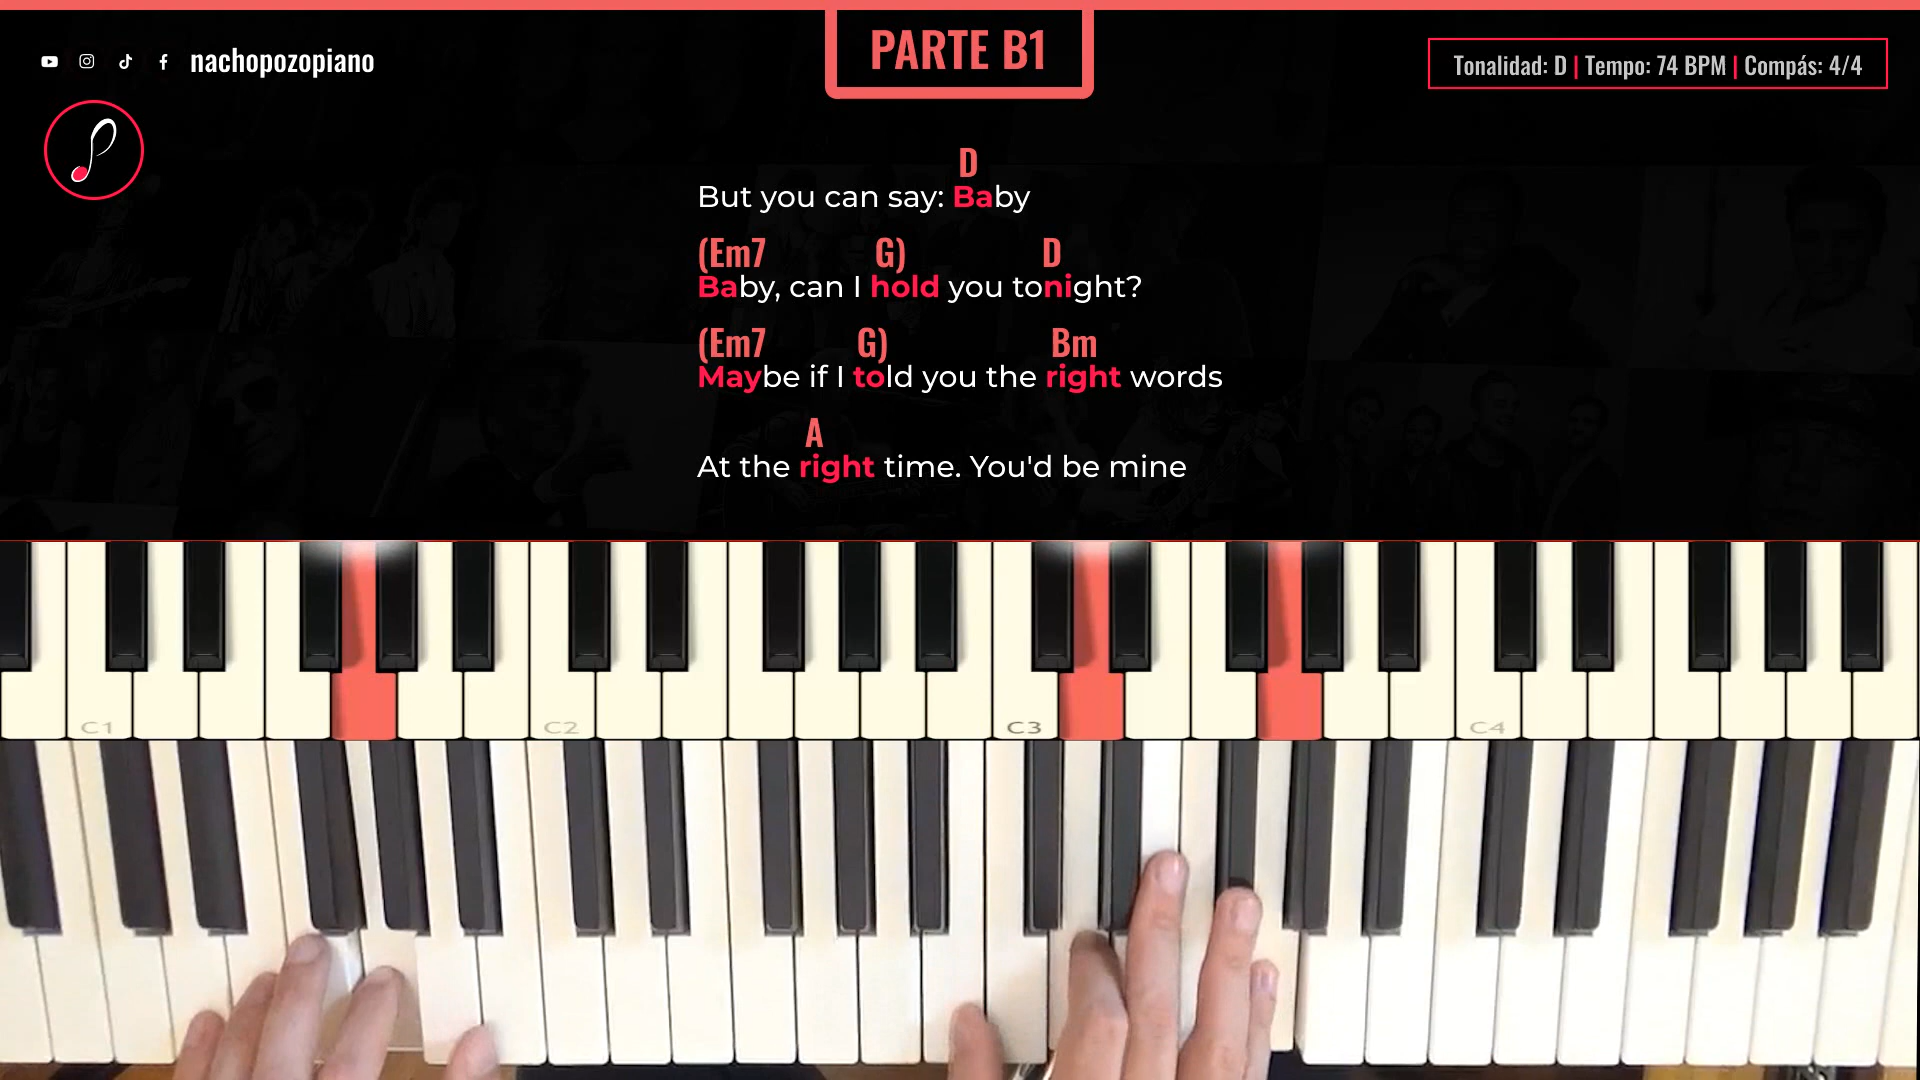 nachopozopiano
PARTE B1
Tonalidad: D | Tempo: 74 BPM | Compás: 4/4
D
But you can say: Baby
(Em7 G) D
Baby, can I hold you tonight?
(Em7 G) Bm
Maybe if I told you the right words
A
At the right time. You'd be mine
C1 C2 C3 C4